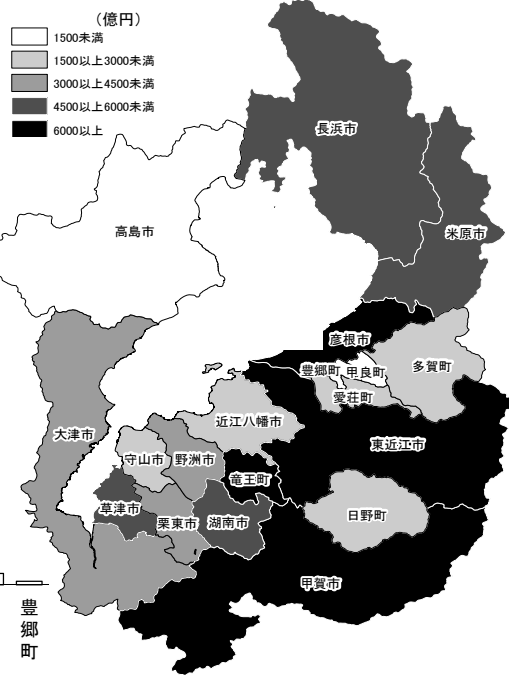 (億円)
1500未満
1500以上3000未満
3000以上4500未満
4500以上6000未満
6000以上
長浜市
高島市
米原市
彦根市
豊郷町
甲良町
多賀町
愛荘町
近江八幡市
大津市
東近江市
守山市
野洲市
竜王町
草津市
栗東市
湖南市
日野町
甲賀市
豊郷町